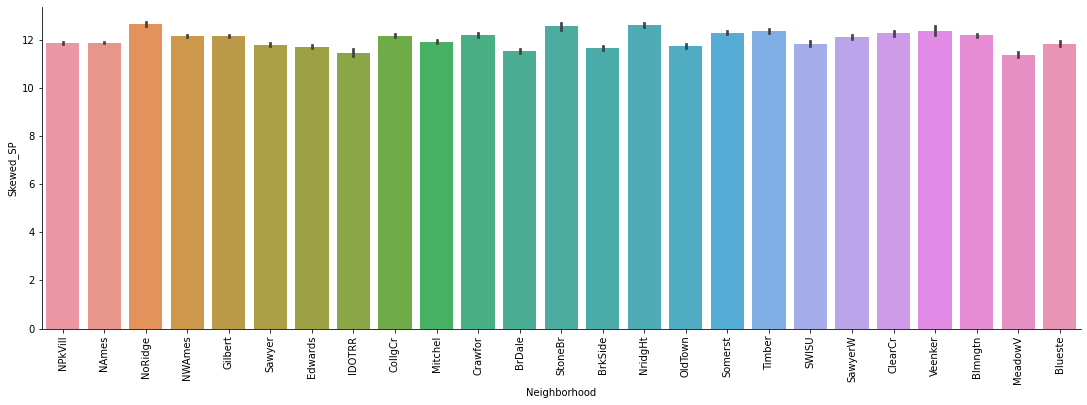 12
10
8
6
4
2
0
Skewed_SP
NPkVill
NAmes
NoRidge
NWAmes
Gilbert
Sawyer
Edwards
IDOTRR
CollgCr
Mitchel
Crawfor
BrDale
StoneBr
BrkSide
NridgHt
OldTown
Somerst
Timber
SWISU
SawyerW
ClearCr
Veenker
Blmngtn
MeadowV
Blueste
Neighborhood